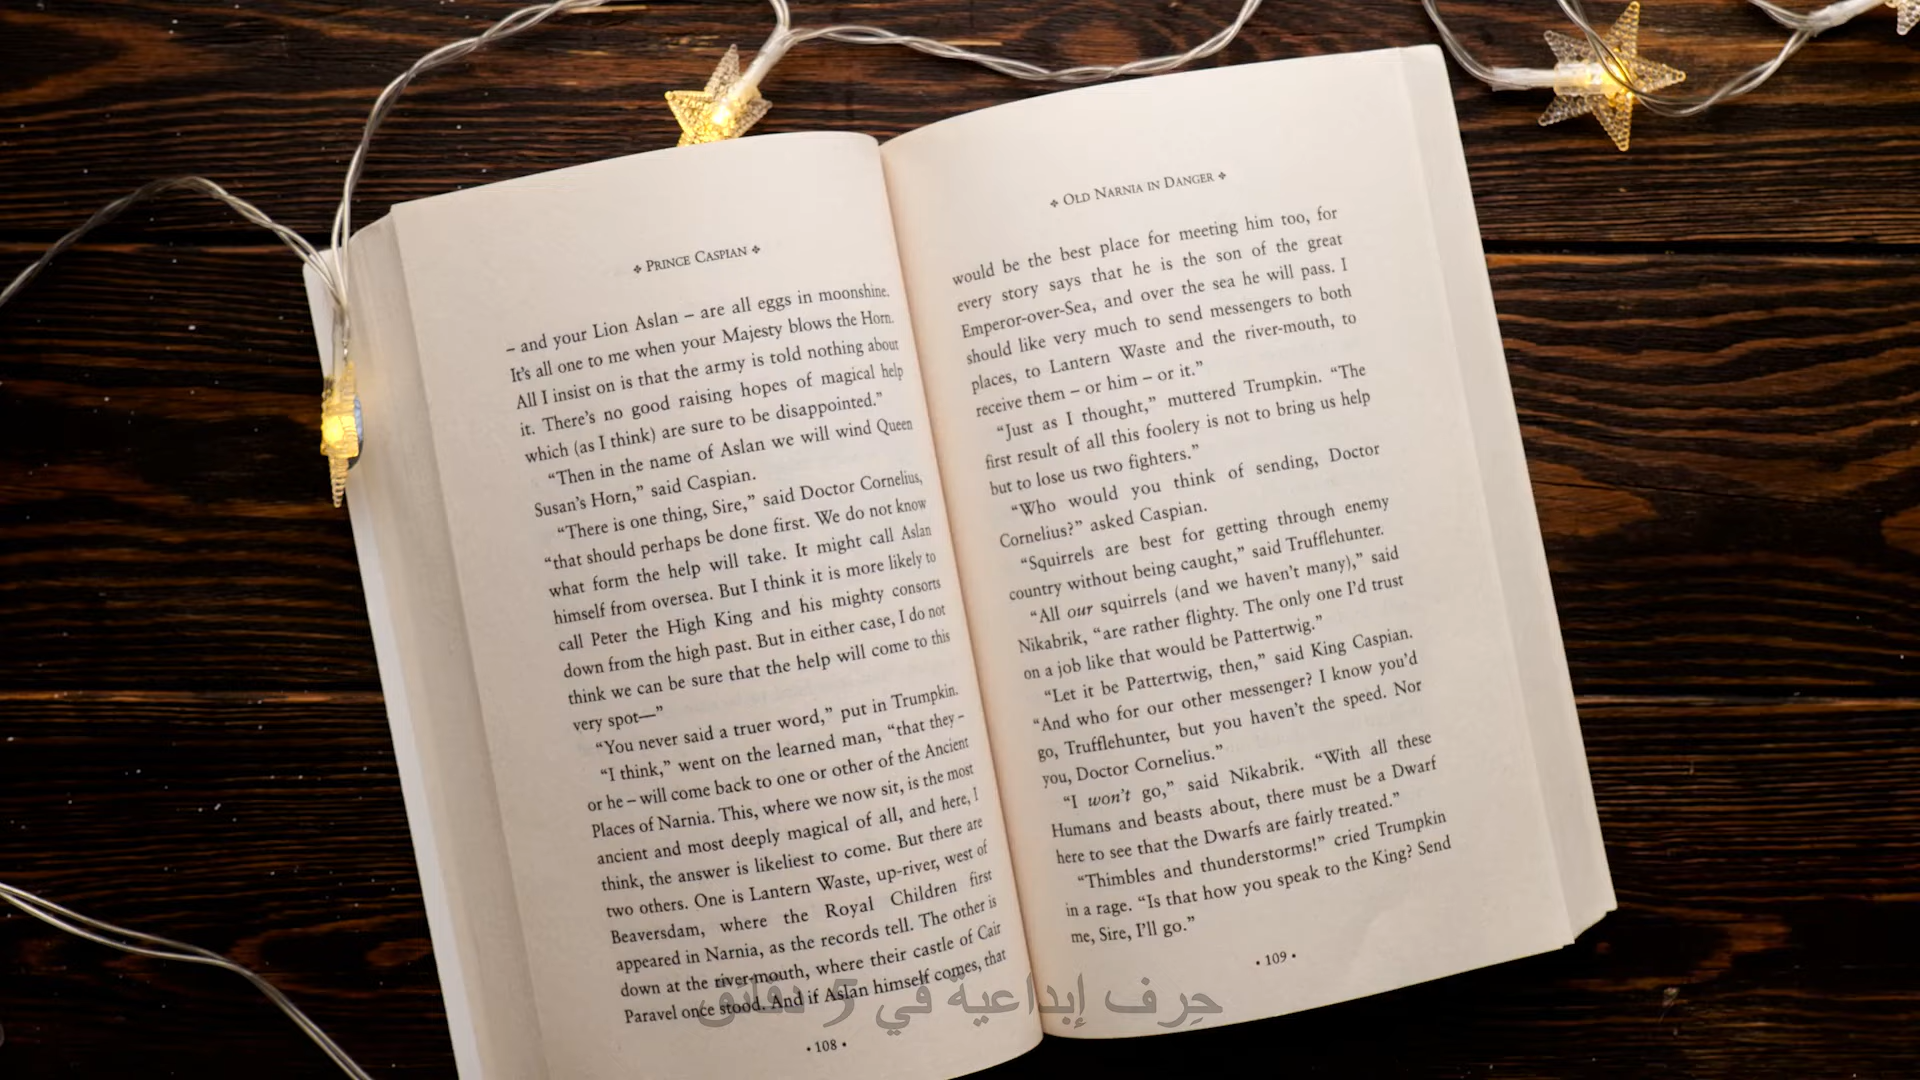 ❖ PRINCE CASPIAN ❖
– and your Lion Aslan – are all eggs in moonshine.
It's all one to me when your Majesty blows the Horn.
All I insist on is that the army is told nothing about
it. There's no good raising hopes of magical help
which (as I think) are sure to be disappointed.”
“Then in the name of Aslan we will wind Queen
Susan's Horn,” said Caspian.
“There is one thing, Sire,” said Doctor Cornelius,
“that should perhaps be done first. We do not know
what form the help will take. It might call Aslan
himself from oversea. But I think it is more likely to
call Peter the High King and his mighty consorts
down from the high past. But in either case, I do not
think we can be sure that the help will come to this
very spot—”
“You never said a truer word,” put in Trumpkin.
“I think,” went on the learned man, “that they –
or he – will come back to one or other of the Ancient
Places of Narnia. This, where we now sit, is the most
ancient and most deeply magical of all, and here, I
think, the answer is likeliest to come. But there are
two others. One is Lantern Waste, up-river, west of
Beaversdam, where the Royal Children first
appeared in Narnia, as the records tell. The other is
down at the river-mouth, where their castle of Cair
Paravel once stood. And if Aslan himself comes, that
• 108 •
❖ OLD NARNIA IN DANGER ❖
would be the best place for meeting him too, for
every story says that he is the son of the great
Emperor-over-Sea, and over the sea he will pass. I
should like very much to send messengers to both
places, to Lantern Waste and the river-mouth, to
receive them – or him – or it.”
“Just as I thought,” muttered Trumpkin. “The
first result of all this foolery is not to bring us help
but to lose us two fighters.”
“Who would you think of sending, Doctor
Cornelius?” asked Caspian.
“Squirrels are best for getting through enemy
country without being caught,” said Trufflehunter.
“All our squirrels (and we haven't many),” said
Nikabrik, “are rather flighty. The only one I'd trust
on a job like that would be Pattertwig.”
“Let it be Pattertwig, then,” said King Caspian.
“And who for our other messenger? I know you'd
go, Trufflehunter, but you haven't the speed. Nor
you, Doctor Cornelius.”
“I won't go,” said Nikabrik. “With all these
Humans and beasts about, there must be a Dwarf
here to see that the Dwarfs are fairly treated.”
“Thimbles and thunderstorms!” cried Trumpkin
in a rage. “Is that how you speak to the King? Send
me, Sire, I'll go.”
• 109 •
حِرف إبداعية في 5 دقائق